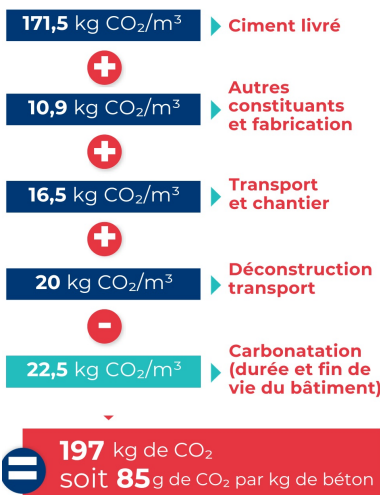 171,5 kg CO₂/m³ Ciment livré
+
10,9 kg CO₂/m³ Autres
constituants
et fabrication
+
16,5 kg CO₂/m³ Transport
et chantier
+
20 kg CO₂/m³ Déconstruction
transport
-
22,5 kg CO₂/m³ Carbonatation
(durée et fin de
vie du bâtiment)
= 197 kg de CO₂
soit 85 g de CO₂ par kg de béton